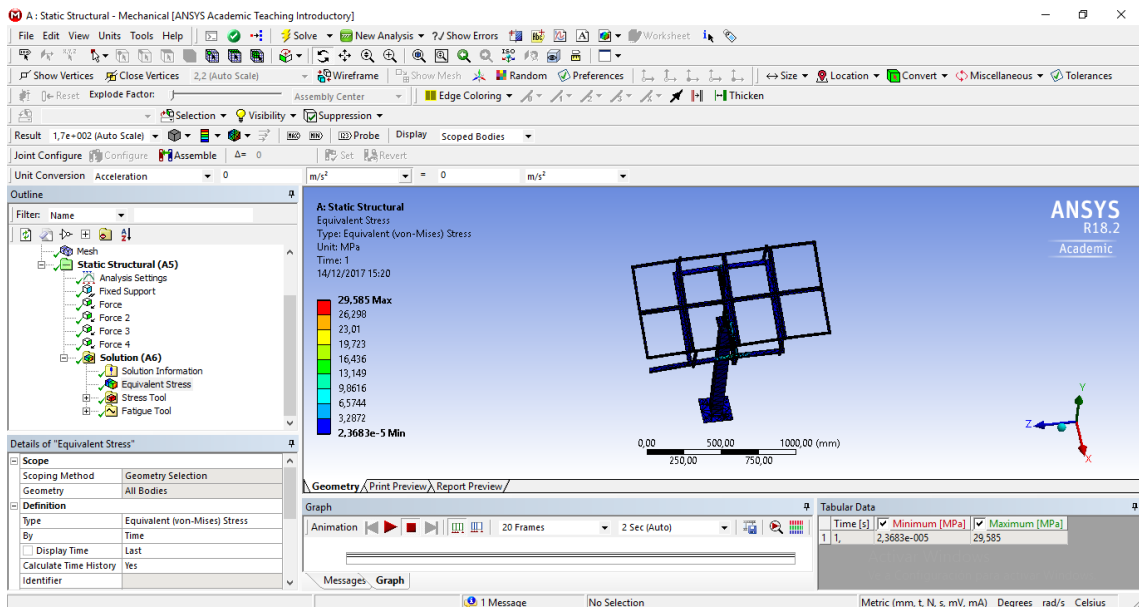 A : Static Structural - Mechanical [ANSYS Academic Teaching Introductory]
File Edit View Units Tools Help Solve New Analysis ?/ Show Errors Worksheet
Show Vertices Close Vertices 2,2 (Auto Scale) Wireframe Show Mesh Random Preferences Size Location Convert Miscellaneous Tolerances
Reset Explode Factor: Assembly Center Edge Coloring Thicken
Selection Visibility Suppression
Result 1,7e+002 (Auto Scale) Probe Display Scoped Bodies
Joint Configure Configure Assemble Δ= 0 Set Revert
Unit Conversion Acceleration 0 m/s² = 0 m/s²
Outline
Filter: Name
Mesh
Static Structural (A5)
Analysis Settings
Fixed Support
Force
Force 2
Force 3
Force 4
Solution (A6)
Solution Information
Equivalent Stress
Stress Tool
Fatigue Tool
Details of "Equivalent Stress"
Scope
Scoping Method Geometry Selection
Geometry All Bodies
Definition
Type Equivalent (von-Mises) Stress
By Time
Display Time Last
Calculate Time History Yes
Identifier
A: Static Structural
Equivalent Stress
Type: Equivalent (von-Mises) Stress
Unit: MPa
Time: 1
14/12/2017 15:20
29,585 Max
26,298
23,01
19,723
16,436
13,149
9,8616
6,5744
3,2872
2,3683e-5 Min
ANSYS
R18.2
Academic
Y
Z
X
0,00 500,00 1000,00 (mm)
250,00 750,00
Geometry Print Preview Report Preview
Graph
Animation 20 Frames 2 Sec (Auto)
Messages Graph
Tabular Data
Time [s] Minimum [MPa] Maximum [MPa]
1 1, 2,3683e-005 29,585
1 Message No Selection Metric (mm, t, N, s, mV, mA) Degrees rad/s Celsius